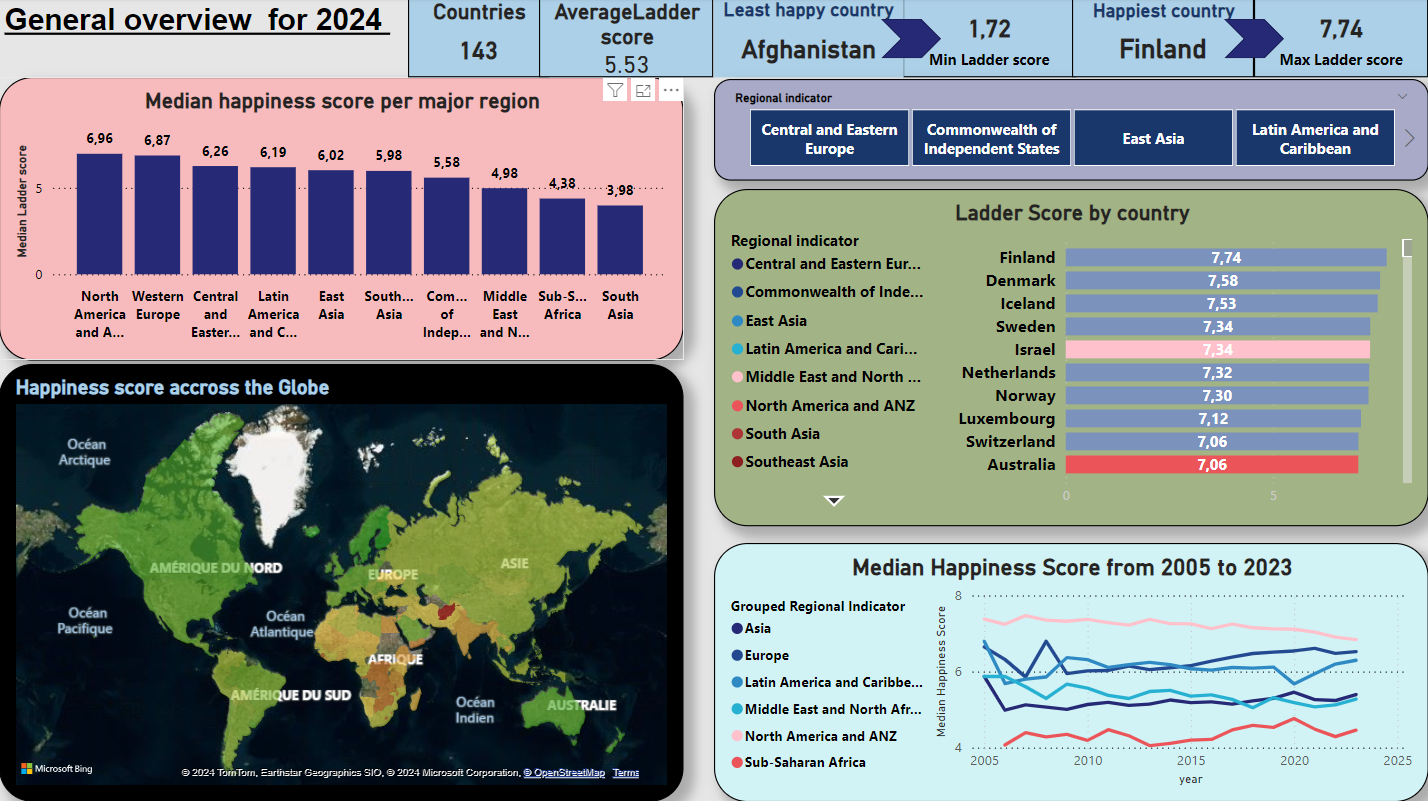 General overview  for 2024
Countries
143
AverageLadder
score
5.53
Least happy country
Afghanistan
1,72
Min Ladder score
Happiest country
Finland
7,74
Max Ladder score
Median happiness score per major region
Median Ladder score
5
0
6,96
6,87
6,26
6,19
6,02
5,98
5,58
4,98
4,38
3,98
North
America
and A...
Western
Europe
Central
and
Easter...
Latin
America
and C...
East
Asia
South...
Asia
Com...
of
Indep...
Middle
East
and N...
Sub-S...
Africa
South
Asia
Regional indicator
Central and Eastern
Europe
Commonwealth of
Independent States
East Asia
Latin America and
Caribbean
Ladder Score by country
Regional indicator
Central and Eastern Eur...
Commonwealth of Inde...
East Asia
Latin America and Cari...
Middle East and North ...
North America and ANZ
South Asia
Southeast Asia
Finland 7,74
Denmark 7,58
Iceland 7,53
Sweden 7,34
Israel 7,34
Netherlands 7,32
Norway 7,30
Luxembourg 7,12
Switzerland 7,06
Australia 7,06
0 5
Happiness score accross the Globe
Océan
Arctique
AMÉRIQUE DU NORD
EUROPE
ASIE
Océan
Pacifique
Océan
Atlantique
AFRIQUE
AMÉRIQUE DU SUD
Océan
Indien
AUSTRALIE
Microsoft Bing
© 2024 TomTom, Earthstar Geographics SIO, © 2024 Microsoft Corporation, © OpenStreetMap Terms
Median Happiness Score from 2005 to 2023
Grouped Regional Indicator
Asia
Europe
Latin America and Caribbe...
Middle East and North Afr...
North America and ANZ
Sub-Saharan Africa
Median Happiness Score
8
6
4
2005 2010 2015 2020 2025
year